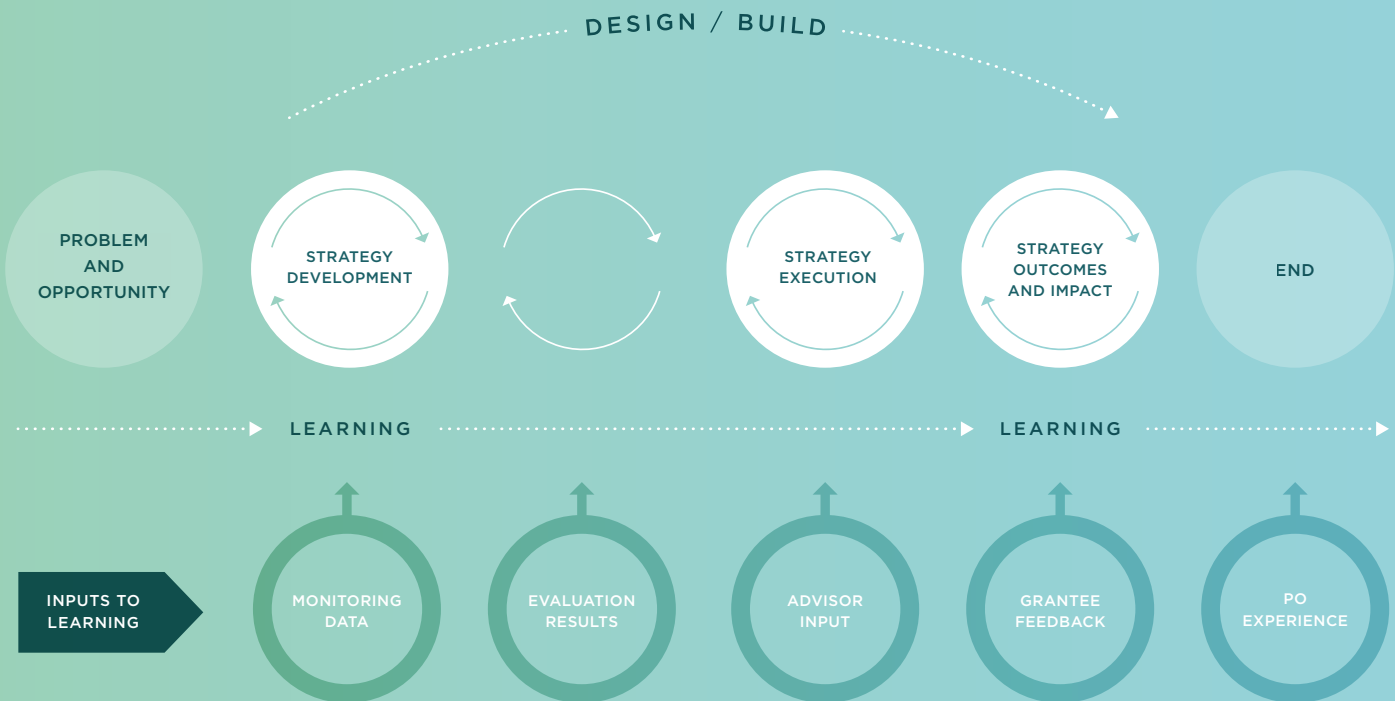 DESIGN / BUILD
PROBLEM
AND
OPPORTUNITY
STRATEGY
DEVELOPMENT
STRATEGY
EXECUTION
STRATEGY
OUTCOMES
AND IMPACT
END
LEARNING
LEARNING
INPUTS TO
LEARNING
MONITORING
DATA
EVALUATION
RESULTS
ADVISOR
INPUT
GRANTEE
FEEDBACK
PO
EXPERIENCE